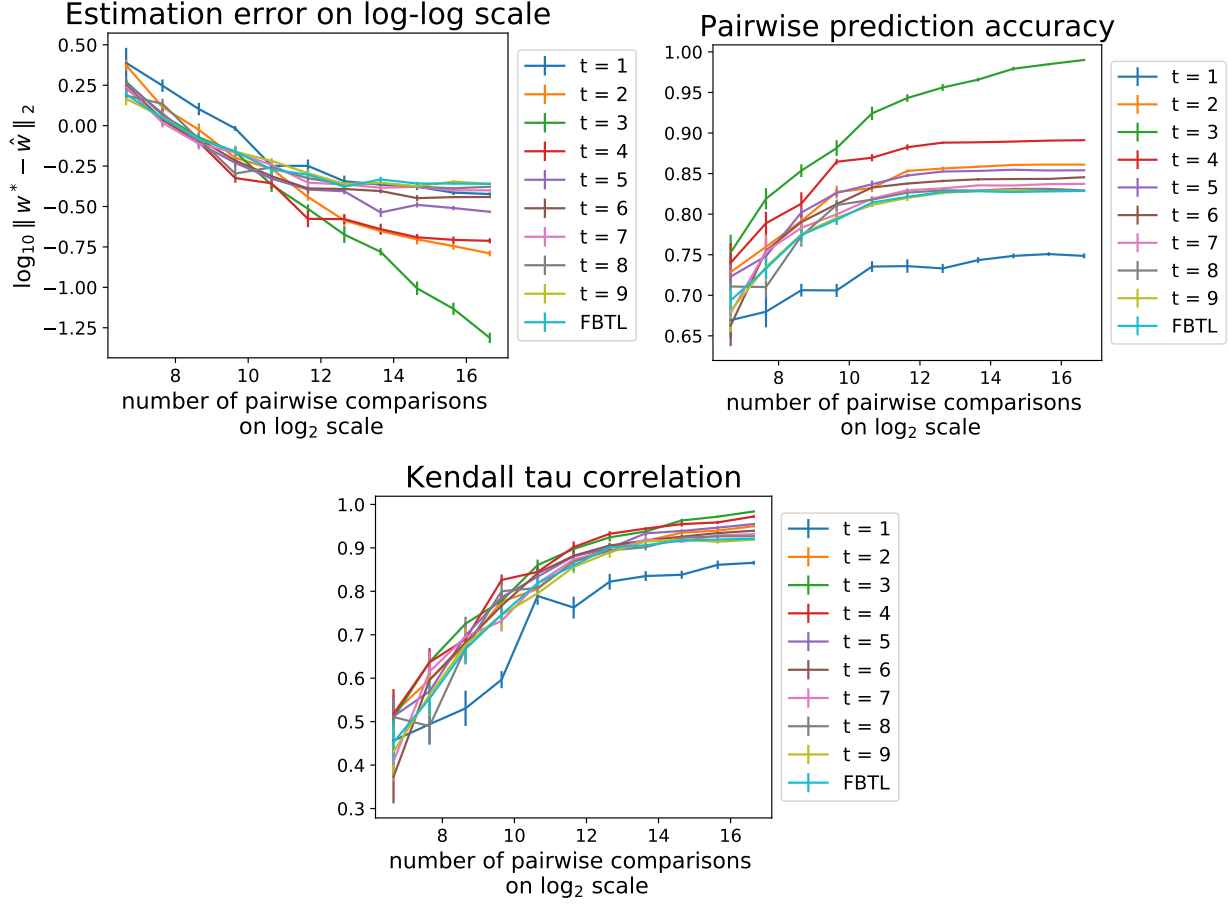 Estimation error on log-log scale
0.50
0.25
0.00
−0.25
−0.50
−0.75
−1.00
−1.25
log₁₀ ‖ w* − ŵ ‖ ₂
8 10 12 14 16
number of pairwise comparisons
on log₂ scale
t = 1
t = 2
t = 3
t = 4
t = 5
t = 6
t = 7
t = 8
t = 9
FBTL
Pairwise prediction accuracy
1.00
0.95
0.90
0.85
0.80
0.75
0.70
0.65
8 10 12 14 16
number of pairwise comparisons
on log₂ scale
t = 1
t = 2
t = 3
t = 4
t = 5
t = 6
t = 7
t = 8
t = 9
FBTL
Kendall tau correlation
1.0
0.9
0.8
0.7
0.6
0.5
0.4
0.3
8 10 12 14 16
number of pairwise comparisons
on log₂ scale
t = 1
t = 2
t = 3
t = 4
t = 5
t = 6
t = 7
t = 8
t = 9
FBTL